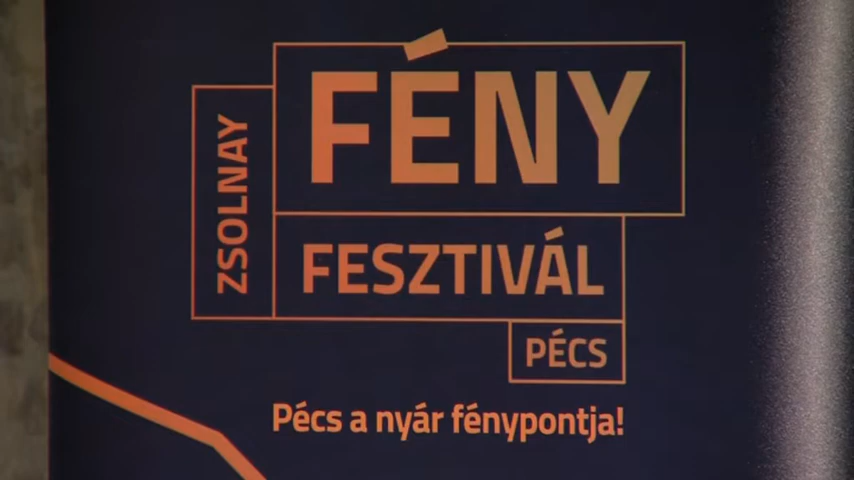 ZSOLNAY
FÉNY
FESZTIVÁL
PÉCS
Pécs a nyár fénypontja!